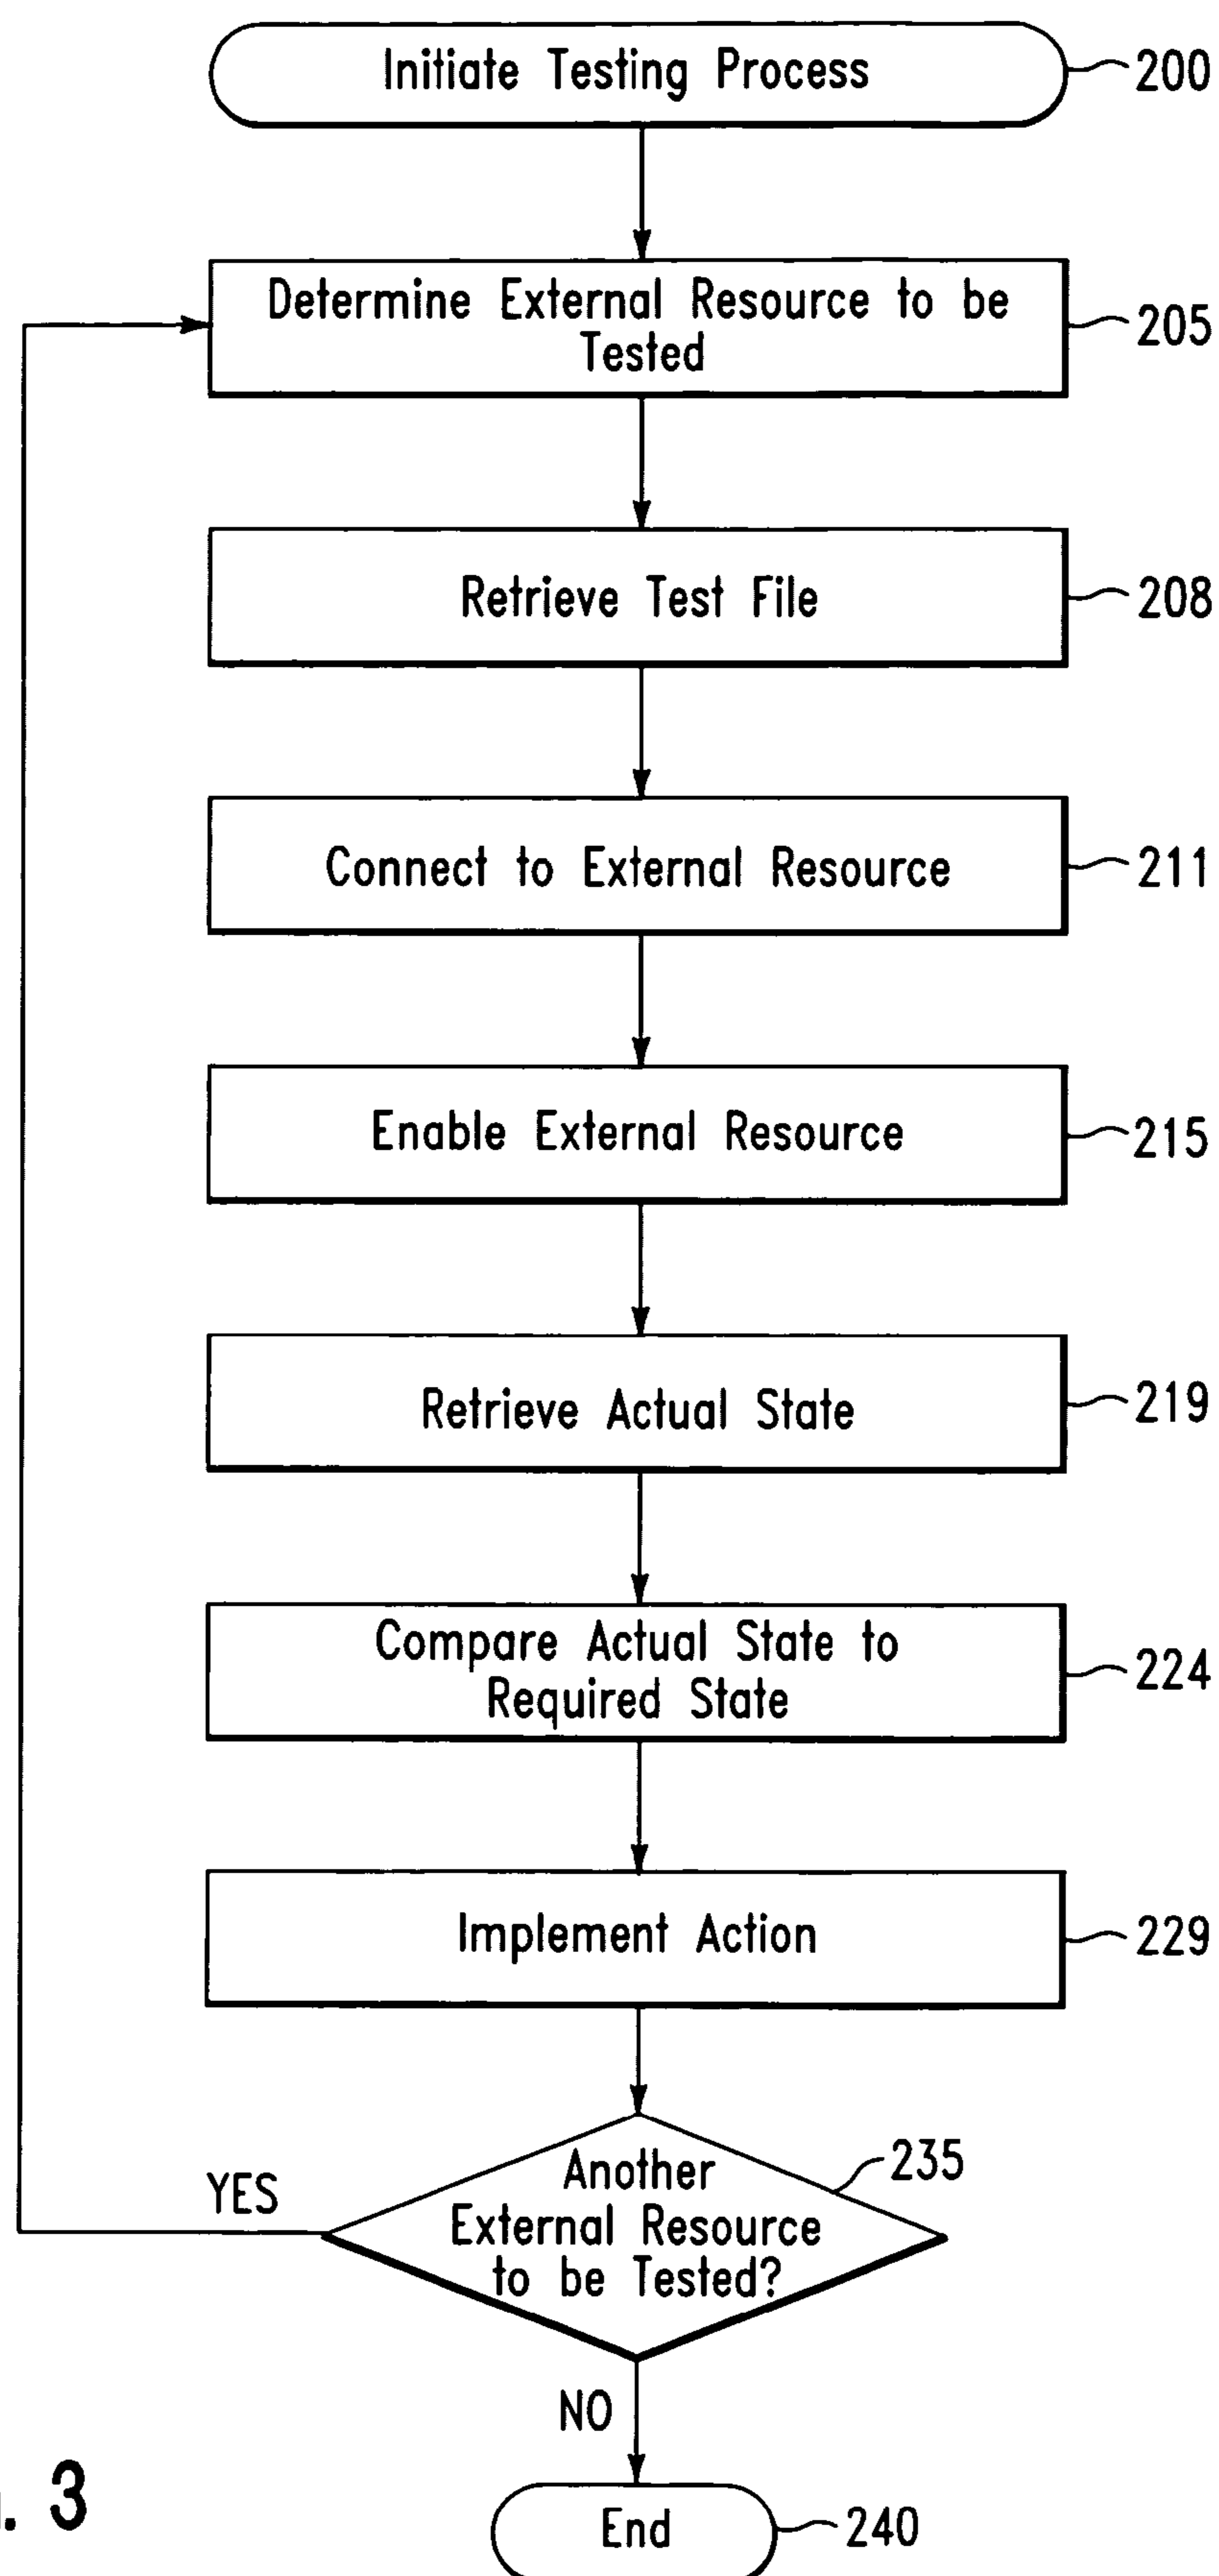 Initiate Testing Process
200
Determine External Resource to be
Tested
205
Retrieve Test File
208
Connect to External Resource
211
Enable External Resource
215
Retrieve Actual State
219
Compare Actual State to
Required State
224
Implement Action
229
Another
External Resource
to be Tested?
235
YES
NO
End
240
. 3